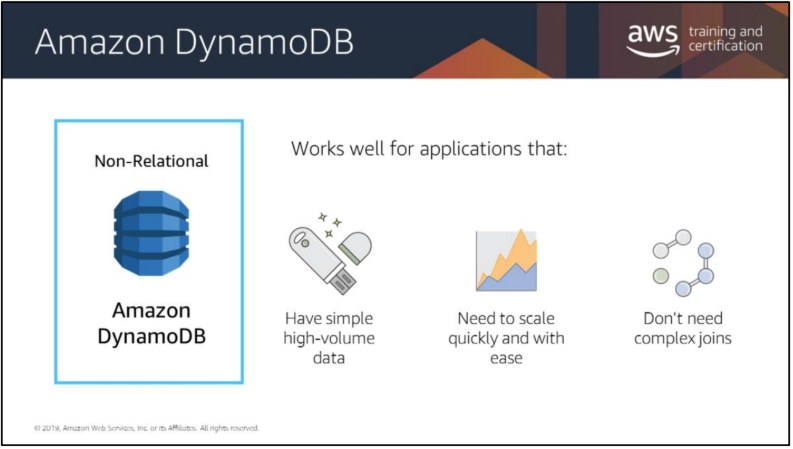 Amazon DynamoDB
aws training and
certification
Non-Relational
Amazon
DynamoDB
Works well for applications that:
Have simple
high-volume
data
Need to scale
quickly and with
ease
Don't need
complex joins
© 2019, Amazon Web Services, Inc. or its Affiliates. All rights reserved.